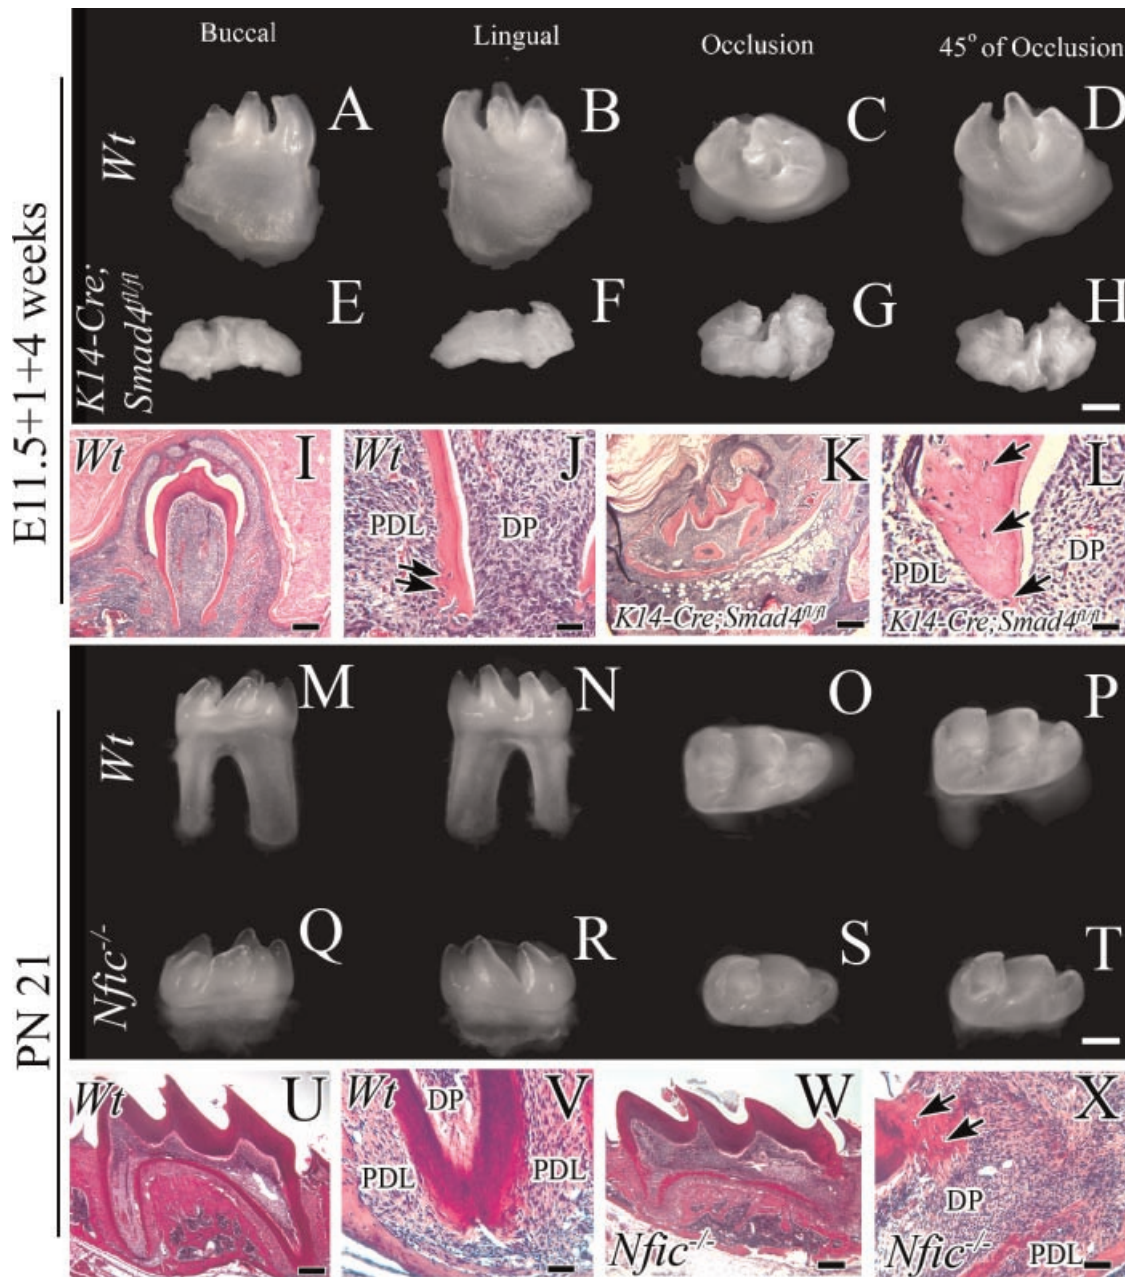 Buccal Lingual Occlusion 45° of Occlusion
E11.5+1+4 weeks
Wt A B C D
K14-Cre;
Smad4fl/fl
E F G H
Wt I Wt J K L
PDL DP PDL DP
K14-Cre;Smad4fl/fl K14-Cre;Smad4fl/fl
PN 21
Wt M N O P
Nfic-/- Q R S T
Wt U Wt V W X
DP
PDL PDL DP
Nfic-/- Nfic-/- PDL